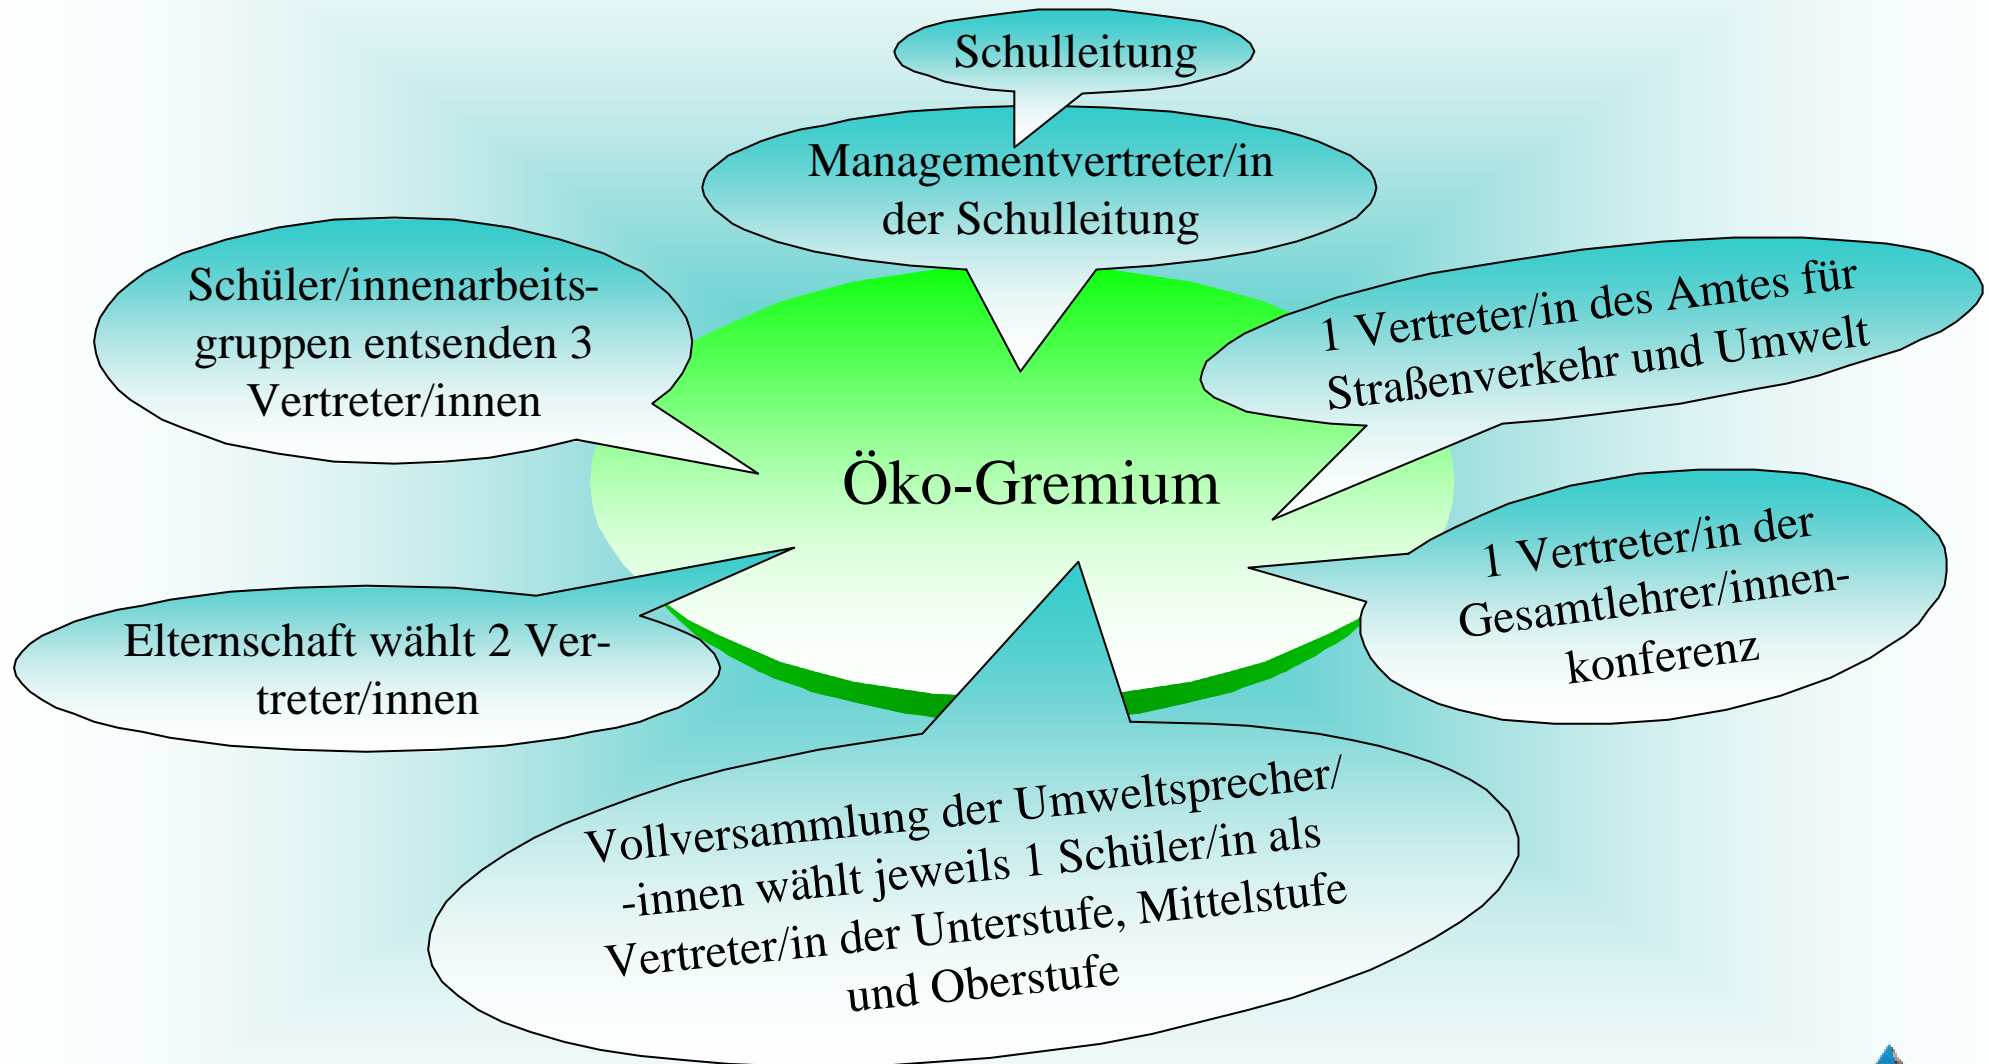 Schulleitung
Managementvertreter/in
der Schulleitung
Schüler/innenarbeits-
gruppen entsenden 3
Vertreter/innen
1 Vertreter/in des Amtes für
Straßenverkehr und Umwelt
Öko-Gremium
1 Vertreter/in der
Gesamtlehrer/innen-
konferenz
Elternschaft wählt 2 Ver-
treter/innen
Vollversammlung der Umweltsprecher/
-innen wählt jeweils 1 Schüler/in als
Vertreter/in der Unterstufe, Mittelstufe
und Oberstufe